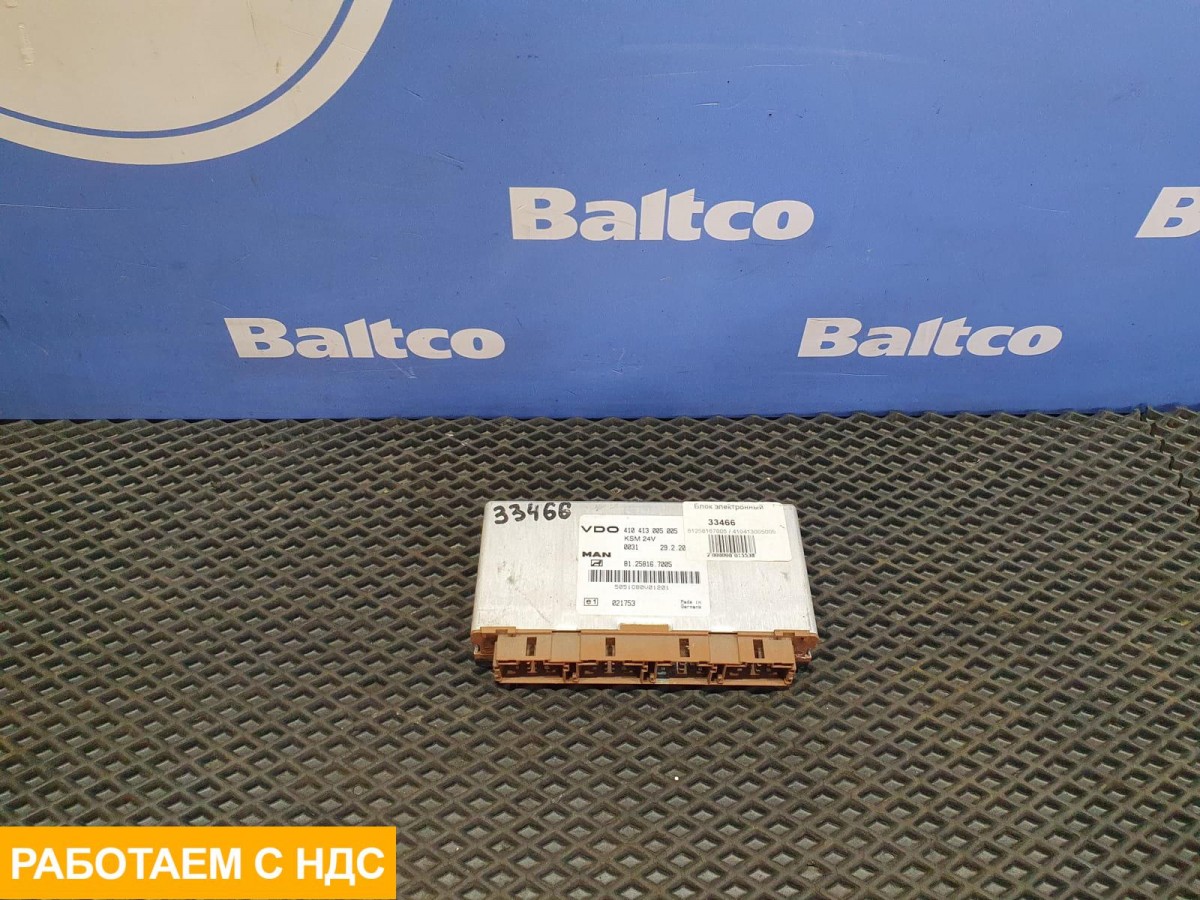 Baltco
Baltco
Baltco
33466
VDO 410 413 005 005
KSM 24V
0031 29.2.20
MAN
81.25816.7005
e1 021753
Made in
Germany
Блок электронный
33466
РАБОТАЕМ С НДС